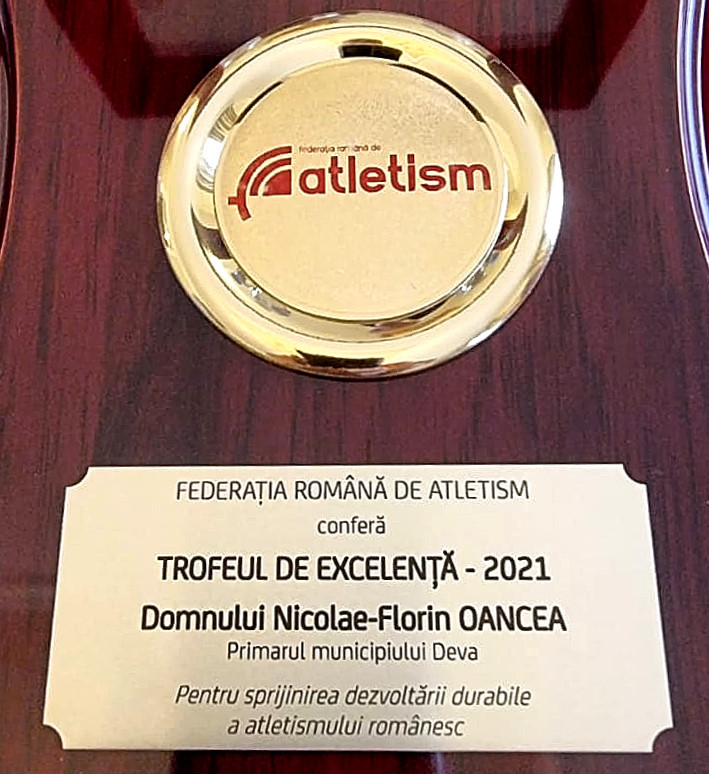 federația română de
atletism
FEDERAȚIA ROMÂNĂ DE ATLETISM
conferă
TROFEUL DE EXCELENȚĂ - 2021
Domnului Nicolae-Florin OANCEA
Primarul municipiului Deva
Pentru sprijinirea dezvoltării durabile
a atletismului românesc